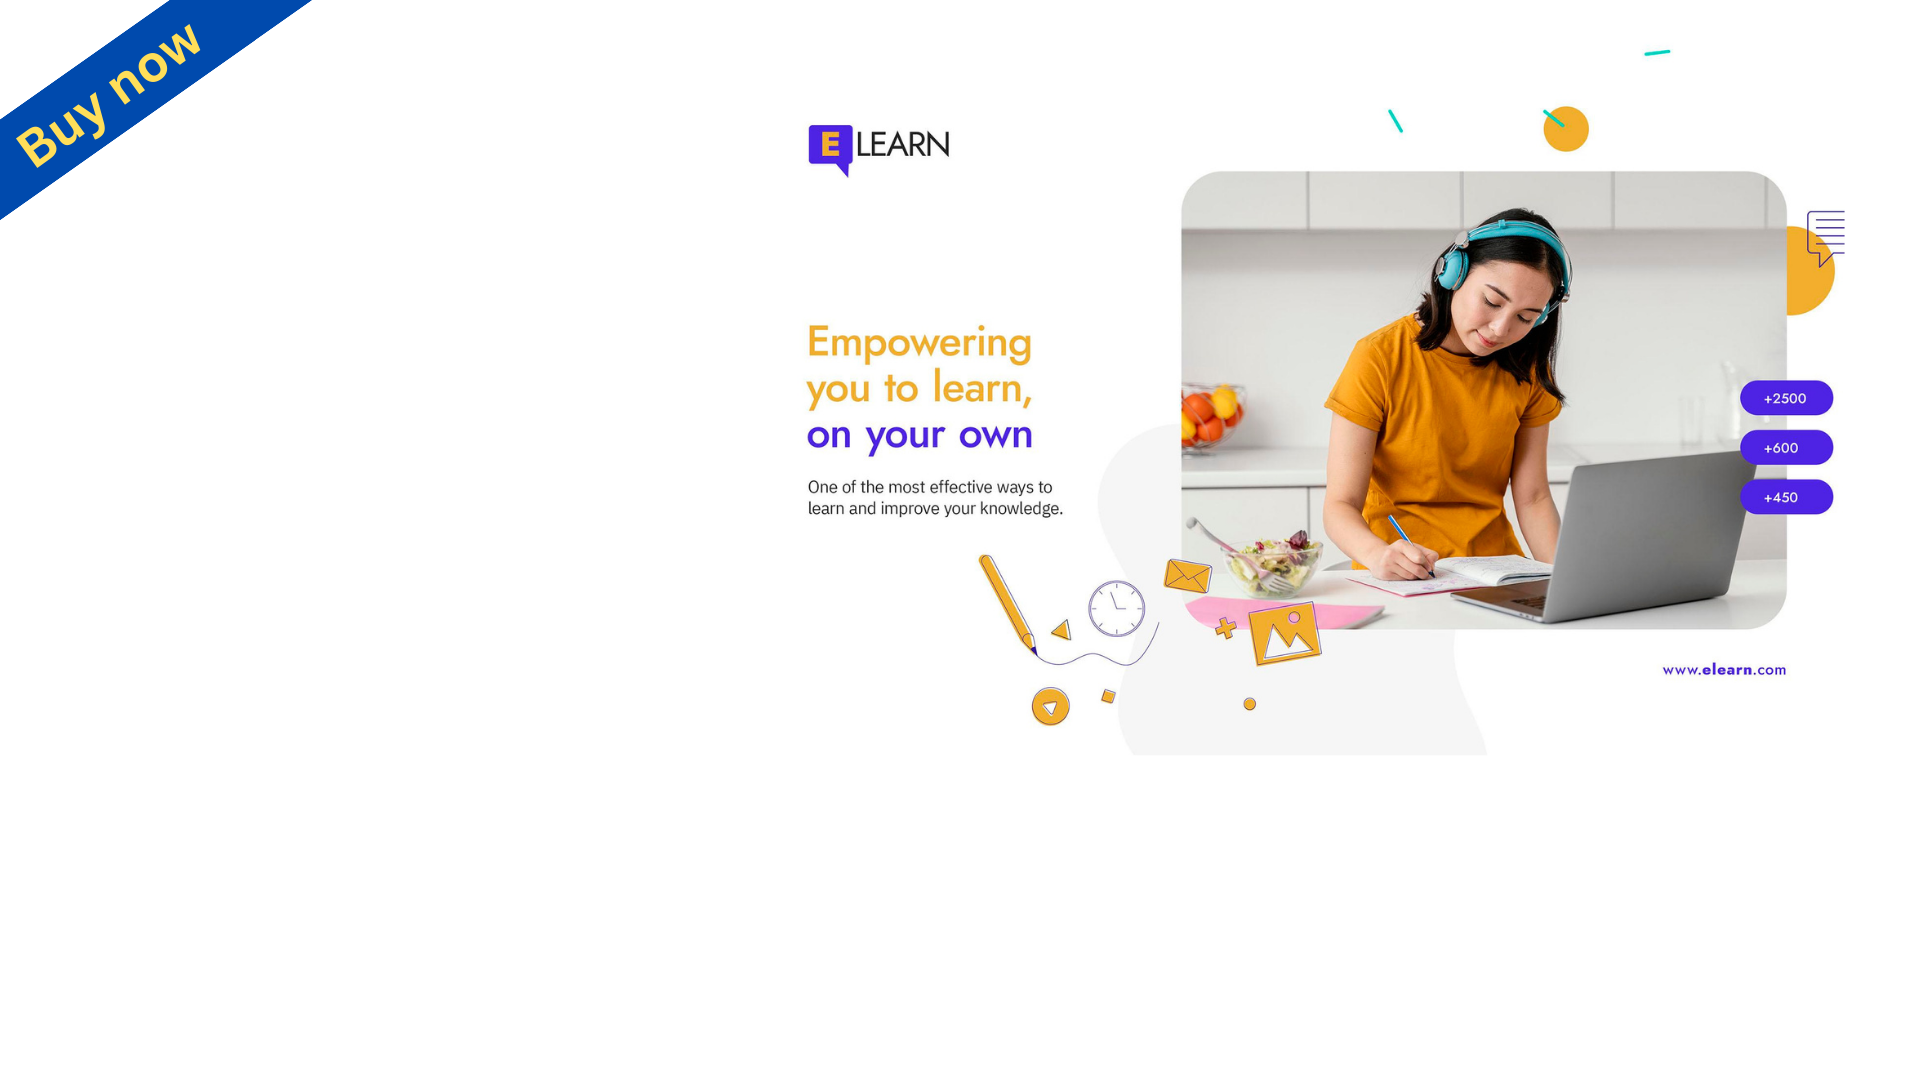 Buy now
E LEARN
Empowering
you to learn,
on your own
One of the most effective ways to
learn and improve your knowledge.
+2500
+600
+450
www.elearn.com